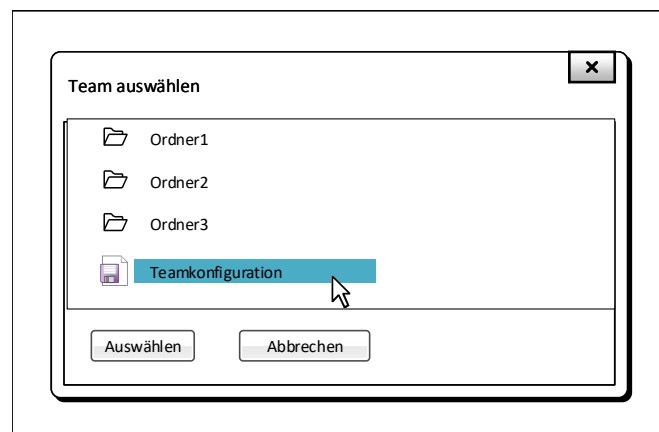 Team auswählen
Ordner1
Ordner2
Ordner3
Teamkonfiguration
Auswählen Abbrechen